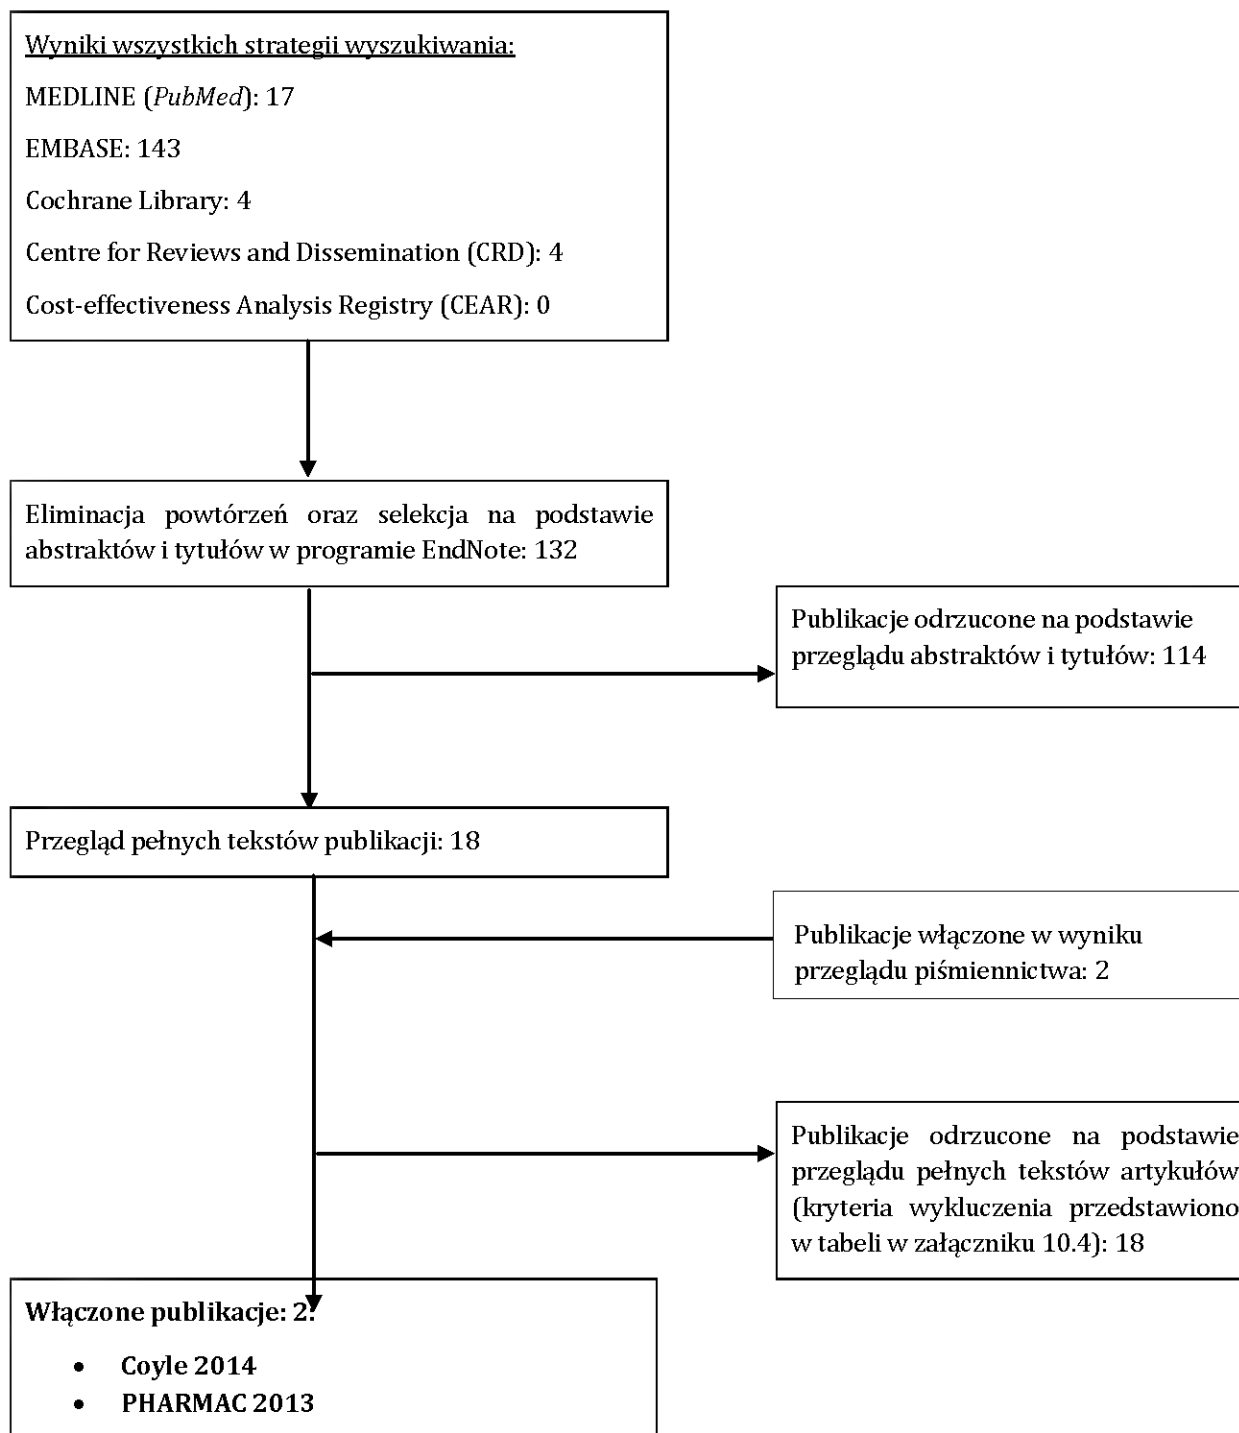 Wyniki wszystkich strategii wyszukiwania:
MEDLINE (PubMed): 17
EMBASE: 143
Cochrane Library: 4
Centre for Reviews and Dissemination (CRD): 4
Cost-effectiveness Analysis Registry (CEAR): 0
Eliminacja powtórzeń oraz selekcja na podstawie
abstraktów i tytułów w programie EndNote: 132
Publikacje odrzucone na podstawie
przeglądu abstraktów i tytułów: 114
Przegląd pełnych tekstów publikacji: 18
Publikacje włączone w wyniku
przeglądu piśmiennictwa: 2
Publikacje odrzucone na podstawie
przeglądu pełnych tekstów artykułów
(kryteria wykluczenia przedstawiono
w tabeli w załączniku 10.4): 18
Włączone publikacje: 2:
• Coyle 2014
• PHARMAC 2013